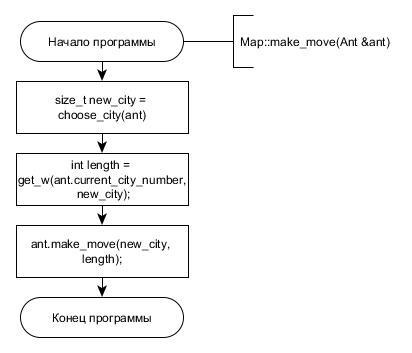 Начало программы
Map::make_move(Ant &ant)
size_t new_city =
choose_city(ant)
int length =
get_w(ant.current_city_number,
new_city);
ant.make_move(new_city,
length);
Конец программы